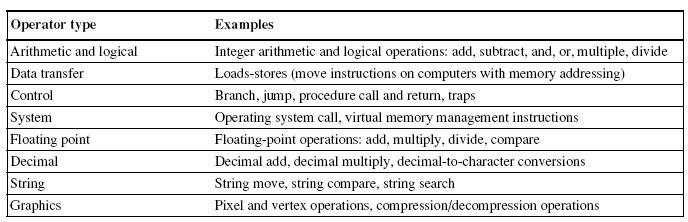 Operator type Examples
Arithmetic and logical Integer arithmetic and logical operations: add, subtract, and, or, multiple, divide
Data transfer Loads-stores (move instructions on computers with memory addressing)
Control Branch, jump, procedure call and return, traps
System Operating system call, virtual memory management instructions
Floating point Floating-point operations: add, multiply, divide, compare
Decimal Decimal add, decimal multiply, decimal-to-character conversions
String String move, string compare, string search
Graphics Pixel and vertex operations, compression/decompression operations